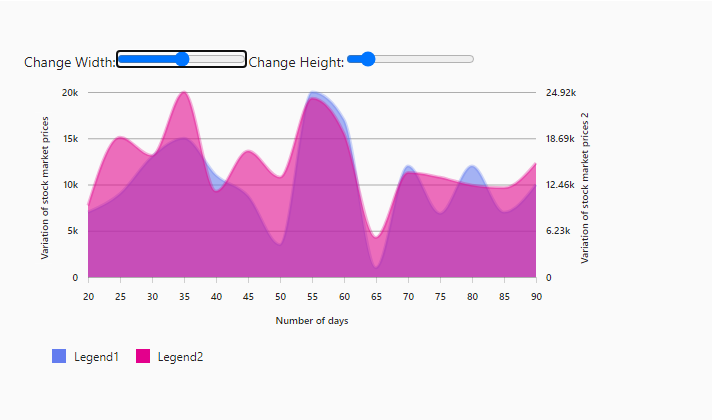 Change Width: Change Height:
Variation of stock market prices
20k
15k
10k
5k
0
24.92k
18.69k
12.46k
6.23k
0
Variation of stock market prices 2
20 25 30 35 40 45 50 55 60 65 70 75 80 85 90
Number of days
Legend1 Legend2